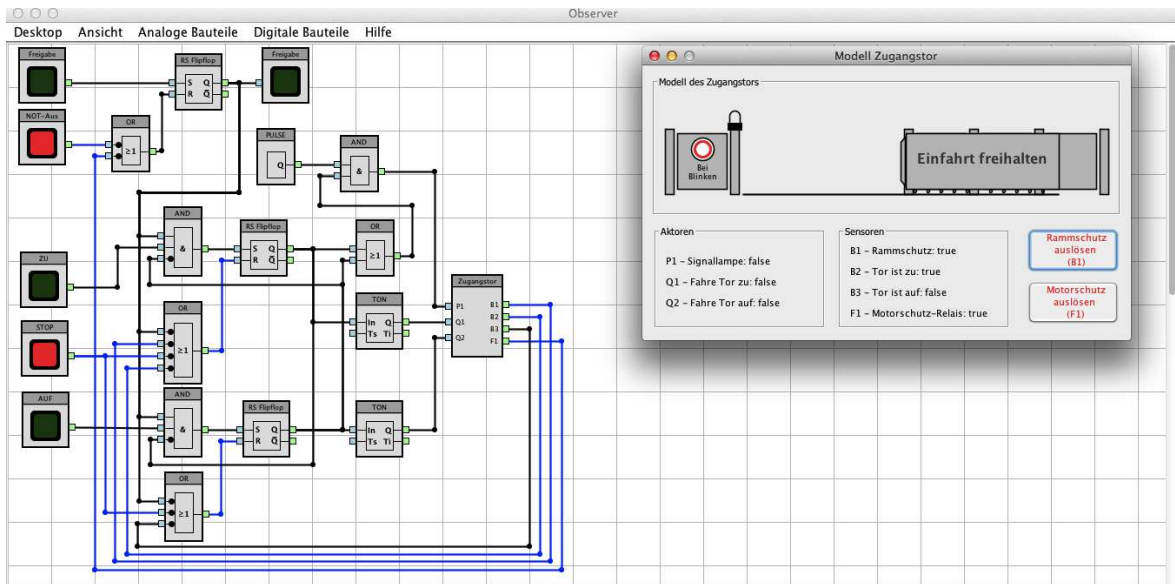 Observer
Desktop Ansicht Analoge Bauteile Digitale Bauteile Hilfe
Freigabe
RS Flipflop
S Q
R Q̄
Freigabe
NOT-Aus
OR
≥1
PULSE
Q
AND
&
AND
&
RS Flipflop
S Q
R Q̄
OR
≥1
ZU
TON
In Q
Ts Ti
Zugangstor
P1 B1
Q1 B2
Q2 B3
F1
OR
≥1
STOP
AND
&
RS Flipflop
S Q
R Q̄
TON
In Q
Ts Ti
AUF
OR
≥1
Modell Zugangstor
Modell des Zugangstors
Bei
Blinken
Einfahrt freihalten
Aktoren
P1 - Signallampe: false
Q1 - Fahre Tor zu: false
Q2 - Fahre Tor auf: false
Sensoren
B1 - Rammschutz: true
B2 - Tor ist zu: true
B3 - Tor ist auf: false
F1 - Motorschutz-Relais: true
Rammschutz
auslösen
(B1)
Motorschutz
auslösen
(F1)